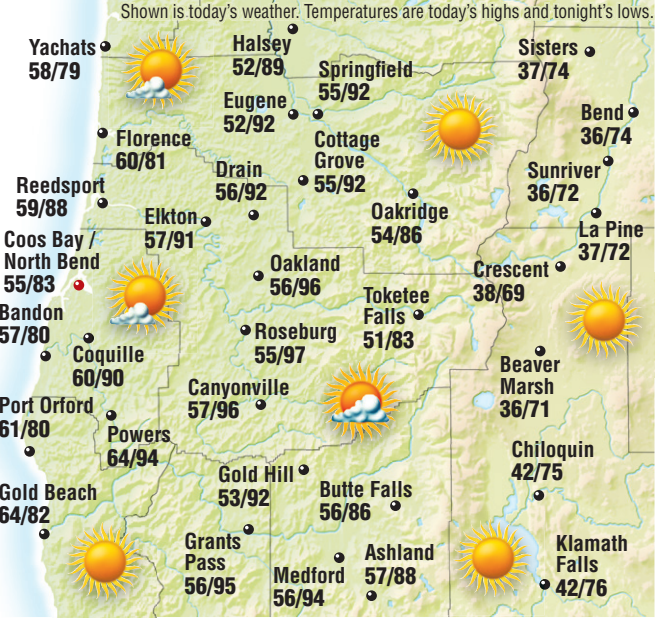 Shown is today's weather. Temperatures are today's highs and tonight's lows.
Yachats
58/79
Halsey
52/89
Sisters
37/74
Springfield
55/92
Eugene
52/92
Bend
36/74
Florence
60/81
Cottage
Grove
55/92
Drain
56/92
Sunriver
36/72
Reedsport
59/88
Elkton
57/91
Oakridge
54/86
La Pine
37/72
Coos Bay /
North Bend
55/83
Oakland
56/96
Crescent
38/69
Toketee
Falls
51/83
Bandon
57/80
Roseburg
55/97
Coquille
60/90
Beaver
Marsh
36/71
Canyonville
57/96
Port Orford
61/80
Powers
64/94
Chiloquin
42/75
Gold Hill
53/92
Butte Falls
56/86
Gold Beach
64/82
Grants
Pass
56/95
Medford
56/94
Ashland
57/88
Klamath
Falls
42/76